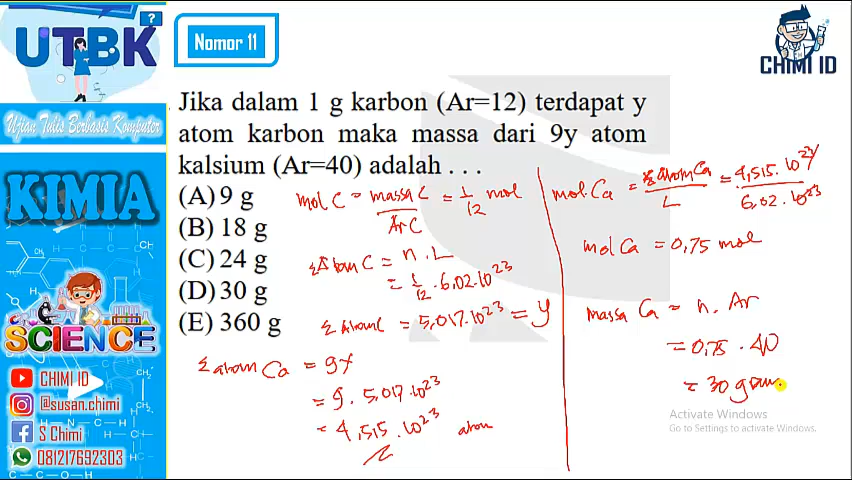 UTBK
?
Nomor 11
CHIMI ID
Ujian Tulis Berbasis Komputer
KIMIA
SCIENCE
CHIMI ID
@susan.chimi
S Chimi
081217692303
Jika dalam 1 g karbon (Ar=12) terdapat y
atom karbon maka massa dari 9y atom
kalsium (Ar=40) adalah . . .
(A) 9 g
(B) 18 g
(C) 24 g
(D) 30 g
(E) 360 g
mol C = massa C / Ar C = 1/12 mol
Σ Atom C = n . L
= 1/12 . 6,02 . 10²³
Σ Atom C = 5,017 . 10²³ = y
Σ atom Ca = 9y
= 9 . 5,017 . 10²³
= 4,515 . 10²³ atom
mol Ca = Σ atom Ca / L = 4,515 . 10²³ / 6,02 . 10²³
mol Ca = 0,75 mol
massa Ca = n . Ar
= 0,75 . 40
= 30 gram
Activate Windows
Go to Settings to activate Windows.